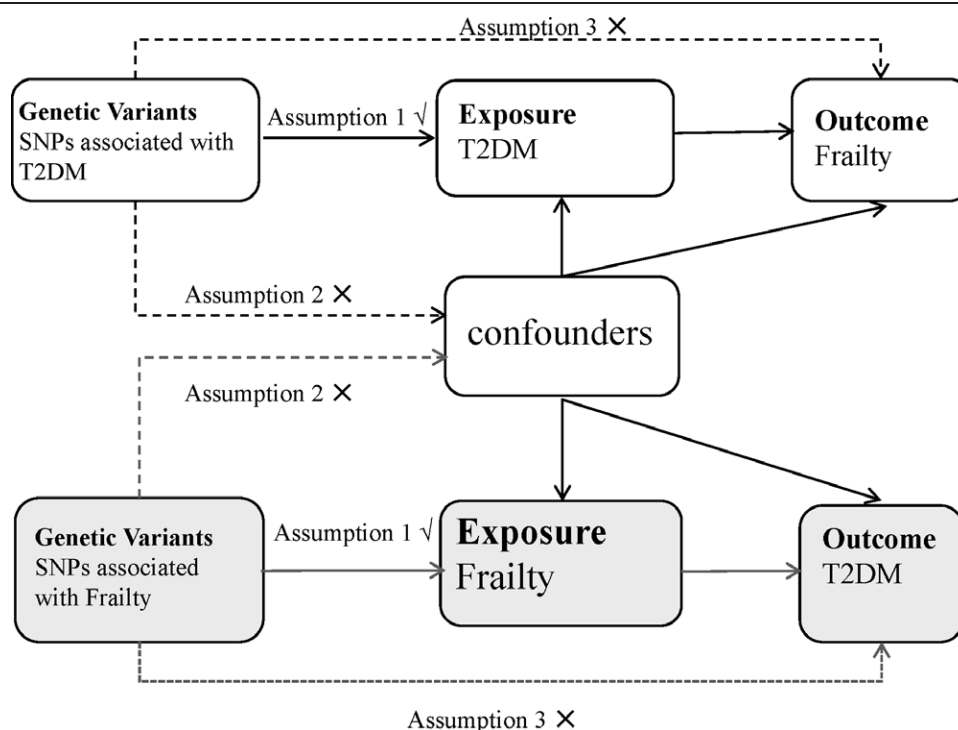 Assumption 3 ×
Genetic Variants
SNPs associated with
T2DM
Assumption 1 √
Exposure
T2DM
Outcome
Frailty
Assumption 2 ×
confounders
Assumption 2 ×
Genetic Variants
SNPs associated
with Frailty
Assumption 1 √
Exposure
Frailty
Outcome
T2DM
Assumption 3 ×